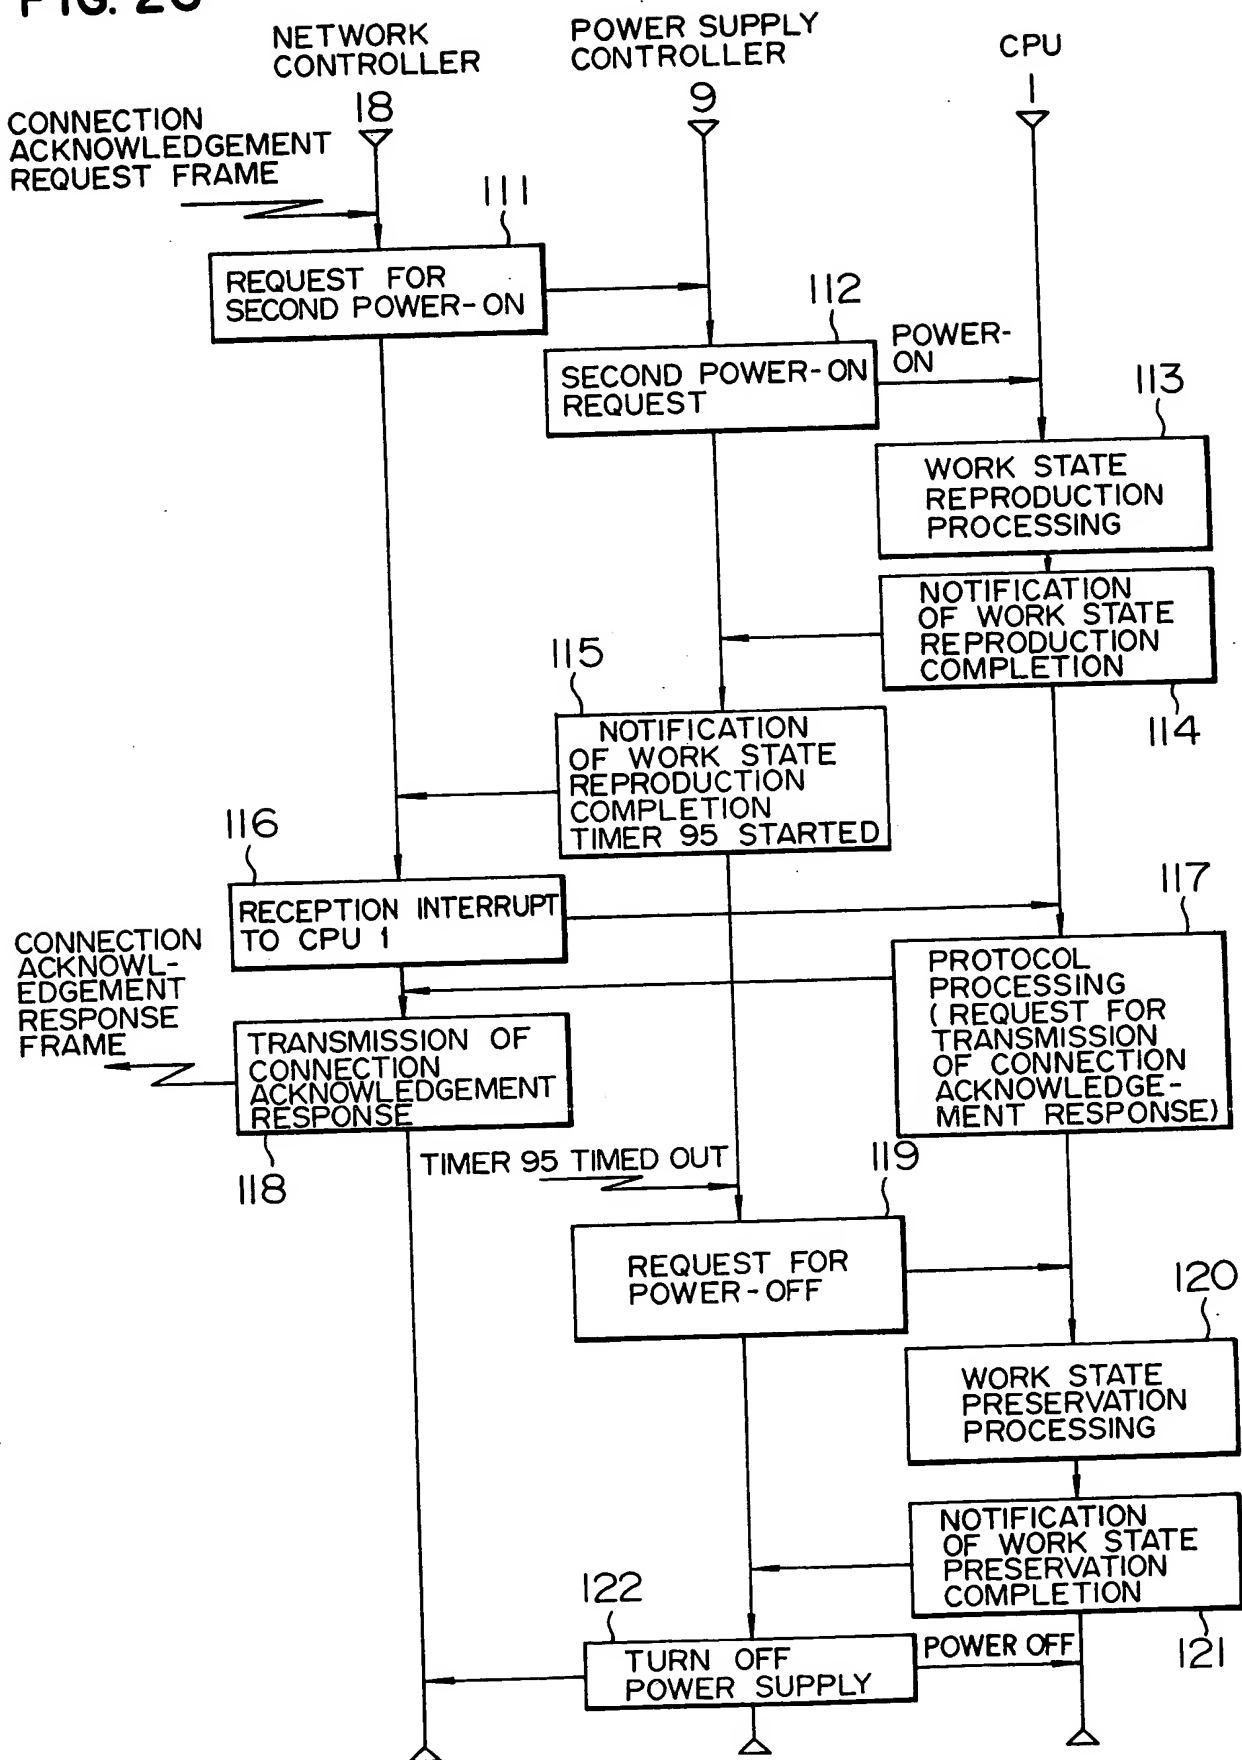 FIG. 20
NETWORK
CONTROLLER
18
POWER SUPPLY
CONTROLLER
9
CPU
1
CONNECTION
ACKNOWLEDGEMENT
REQUEST FRAME
111
REQUEST FOR
SECOND POWER-ON
112
SECOND POWER-ON
REQUEST
POWER-
ON
113
WORK STATE
REPRODUCTION
PROCESSING
NOTIFICATION
OF WORK STATE
REPRODUCTION
COMPLETION
114
115
NOTIFICATION
OF WORK STATE
REPRODUCTION
COMPLETION
TIMER 95 STARTED
116
RECEPTION INTERRUPT
TO CPU 1
117
PROTOCOL
PROCESSING
(REQUEST FOR
TRANSMISSION
OF CONNECTION
ACKNOWLEDGE-
MENT RESPONSE)
CONNECTION
ACKNOWL-
EDGEMENT
RESPONSE
FRAME
TRANSMISSION OF
CONNECTION
ACKNOWLEDGEMENT
RESPONSE
118
TIMER 95 TIMED OUT
119
REQUEST FOR
POWER-OFF
120
WORK STATE
PRESERVATION
PROCESSING
NOTIFICATION
OF WORK STATE
PRESERVATION
COMPLETION
121
122
TURN OFF
POWER SUPPLY
POWER OFF